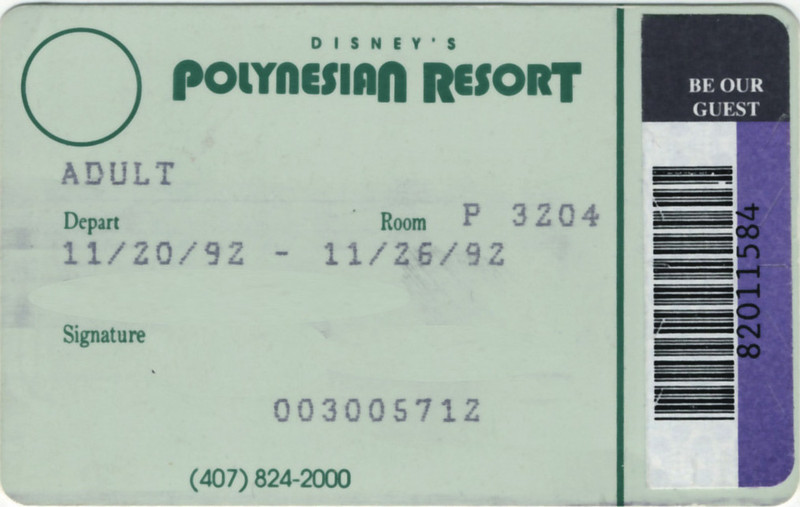 DISNEY'S
POLYNESIAN RESORT
BE OUR
GUEST
ADULT
Depart Room P 3204
11/20/92 - 11/26/92
Signature
003005712
(407) 824-2000
82011584